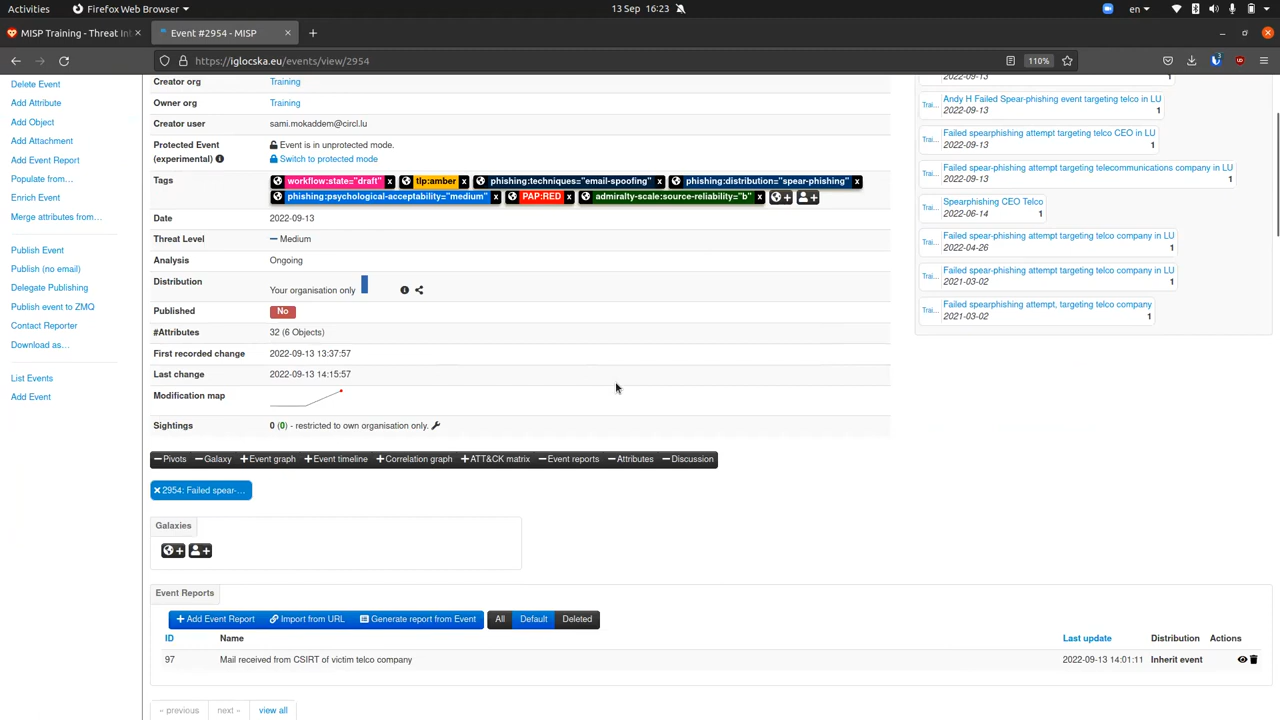 Activities
Firefox Web Browser
13 Sep 16:23
en
MISP Training - Threat Int
Event #2954 - MISP
https://iglocska.eu/events/view/2954
110%
Delete Event
Add Attribute
Add Object
Add Attachment
Add Event Report
Populate from…
Enrich Event
Merge attributes from…
Publish Event
Publish (no email)
Delegate Publishing
Publish event to ZMQ
Contact Reporter
Download as…
List Events
Add Event
Creator org Training
Owner org Training
Creator user sami.mokaddem@circl.lu
Protected Event (experimental) Event is in unprotected mode.
Switch to protected mode
Tags workflow:state="draft" x tlp:amber x phishing:techniques="email-spoofing" x phishing:distribution="spear-phishing" x
phishing:psychological-acceptability="medium" x PAP:RED x admiralty-scale:source-reliability="b" x + +
Date 2022-09-13
Threat Level Medium
Analysis Ongoing
Distribution Your organisation only
Published No
#Attributes 32 (6 Objects)
First recorded change 2022-09-13 13:37:57
Last change 2022-09-13 14:15:57
Modification map
Sightings 0 (0) - restricted to own organisation only.
2022-09-13 1
Trai... Andy H Failed Spear-phishing event targeting telco in LU
2022-09-13 1
Trai... Failed spearphishing attempt targeting telco CEO in LU
2022-09-13 1
Trai... Failed spearphishing attempt targeting telecommunications company in LU
2022-09-13 1
Trai... Spearphishing CEO Telco
2022-06-14 1
Trai... Failed spear-phishing attempt targeting telco company in LU
2022-04-26 1
Trai... Failed spear-phishing attempt targeting telco company in LU
2021-03-02 1
Trai... Failed spearphishing attempt, targeting telco company
2021-03-02 1
Pivots Galaxy Event graph Event timeline Correlation graph ATT&CK matrix Event reports Attributes Discussion
2954: Failed spear-…
Galaxies
+ +
Event Reports
Add Event Report Import from URL Generate report from Event All Default Deleted
ID Name Last update Distribution Actions
97 Mail received from CSIRT of victim telco company 2022-09-13 14:01:11 Inherit event
« previous next » view all